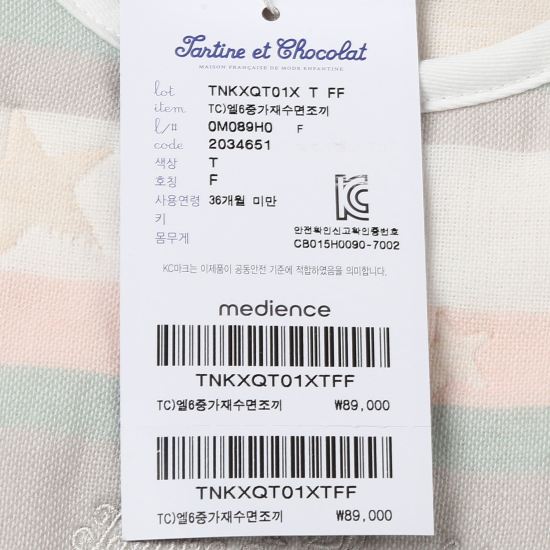 Tartine et Chocolat
MAISON FRANÇAISE DE MODE ENFANTINE
lot TNKXQT01X T FF
item TC)엘6중가재수면조끼
l/# 0M089H0 F
code 2034651
색상 T
호칭 F
사용연령 36개월 미만
키
몸무게
안전확인신고확인증번호
CB015H0090-7002
KC마크는 이제품이 공통안전 기준에 적합하였음을 의미합니다.
medience
TNKXQT01XTFF
TC)엘6중가재수면조끼 ₩89,000
TNKXQT01XTFF
TC)엘6중가재수면조끼 ₩89,000